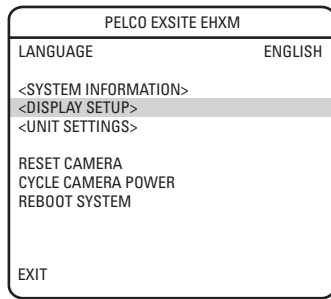 PELCO EXSITE EHXM
LANGUAGE ENGLISH
<SYSTEM INFORMATION>
<DISPLAY SETUP>
<UNIT SETTINGS>
RESET CAMERA
CYCLE CAMERA POWER
REBOOT SYSTEM
EXIT